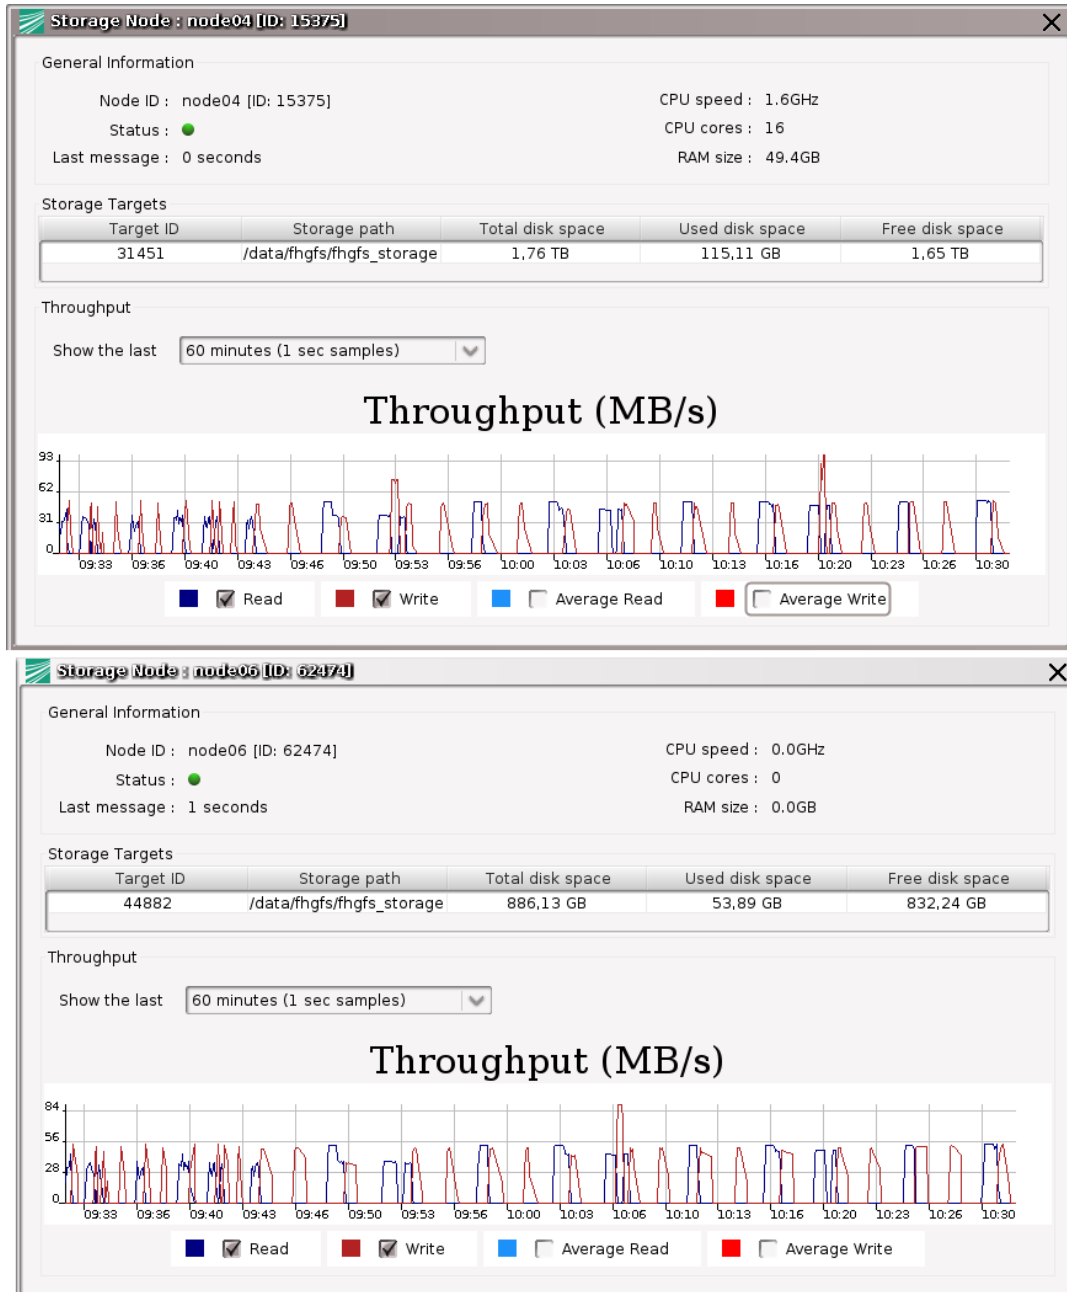 Storage Node : node04 [ID: 15375]
General Information
Node ID : node04 [ID: 15375] CPU speed : 1.6GHz
Status : CPU cores : 16
Last message : 0 seconds RAM size : 49.4GB
Storage Targets
Target ID Storage path Total disk space Used disk space Free disk space
31451 /data/fhgfs/fhgfs_storage 1,76 TB 115,11 GB 1,65 TB
Throughput
Show the last 60 minutes (1 sec samples)
Throughput (MB/s)
93
62
31
0
09:33 09:36 09:40 09:43 09:46 09:50 09:53 09:56 10:00 10:03 10:06 10:10 10:13 10:16 10:20 10:23 10:26 10:30
Read Write Average Read Average Write
Storage Node : node06 [ID: 62474]
General Information
Node ID : node06 [ID: 62474] CPU speed : 0.0GHz
Status : CPU cores : 0
Last message : 1 seconds RAM size : 0.0GB
Storage Targets
Target ID Storage path Total disk space Used disk space Free disk space
44882 /data/fhgfs/fhgfs_storage 886,13 GB 53,89 GB 832,24 GB
Throughput
Show the last 60 minutes (1 sec samples)
Throughput (MB/s)
84
56
28
0
09:33 09:36 09:40 09:43 09:46 09:50 09:53 09:56 10:00 10:03 10:06 10:10 10:13 10:16 10:20 10:23 10:26 10:30
Read Write Average Read Average Write